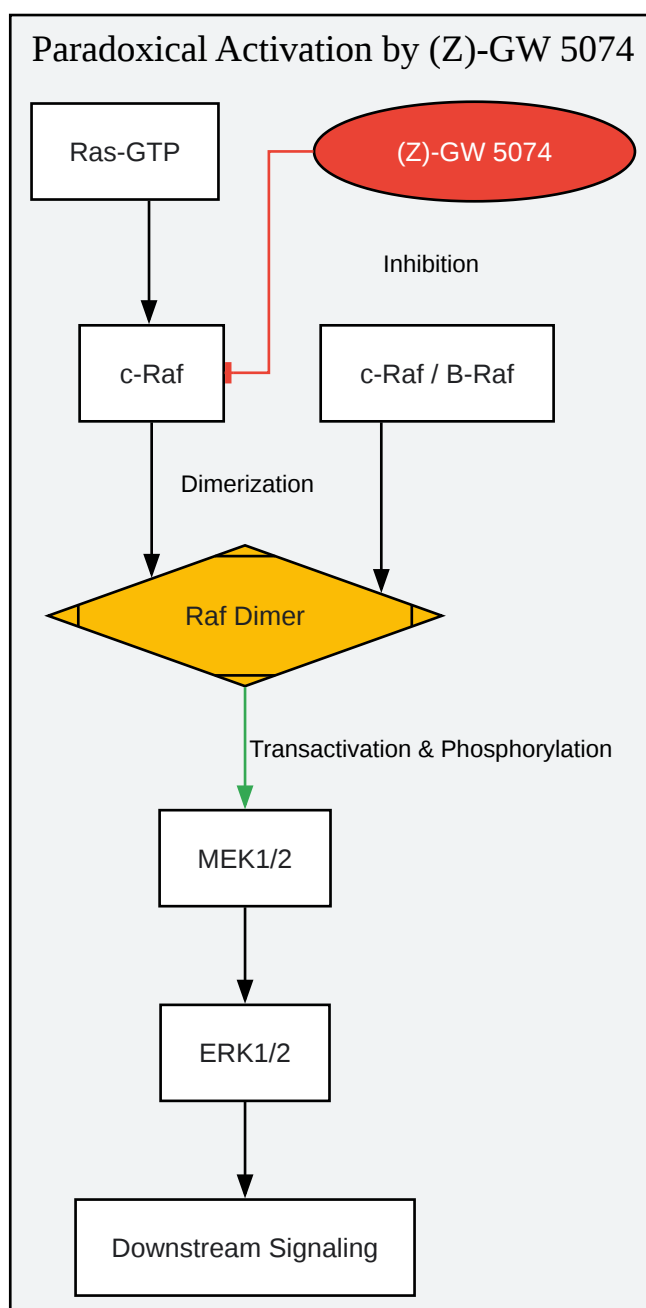 Paradoxical Activation by (Z)-GW 5074
Ras-GTP
(Z)-GW 5074
Inhibition
c-Raf
c-Raf / B-Raf
Dimerization
Raf Dimer
Transactivation & Phosphorylation
MEK1/2
ERK1/2
Downstream Signaling